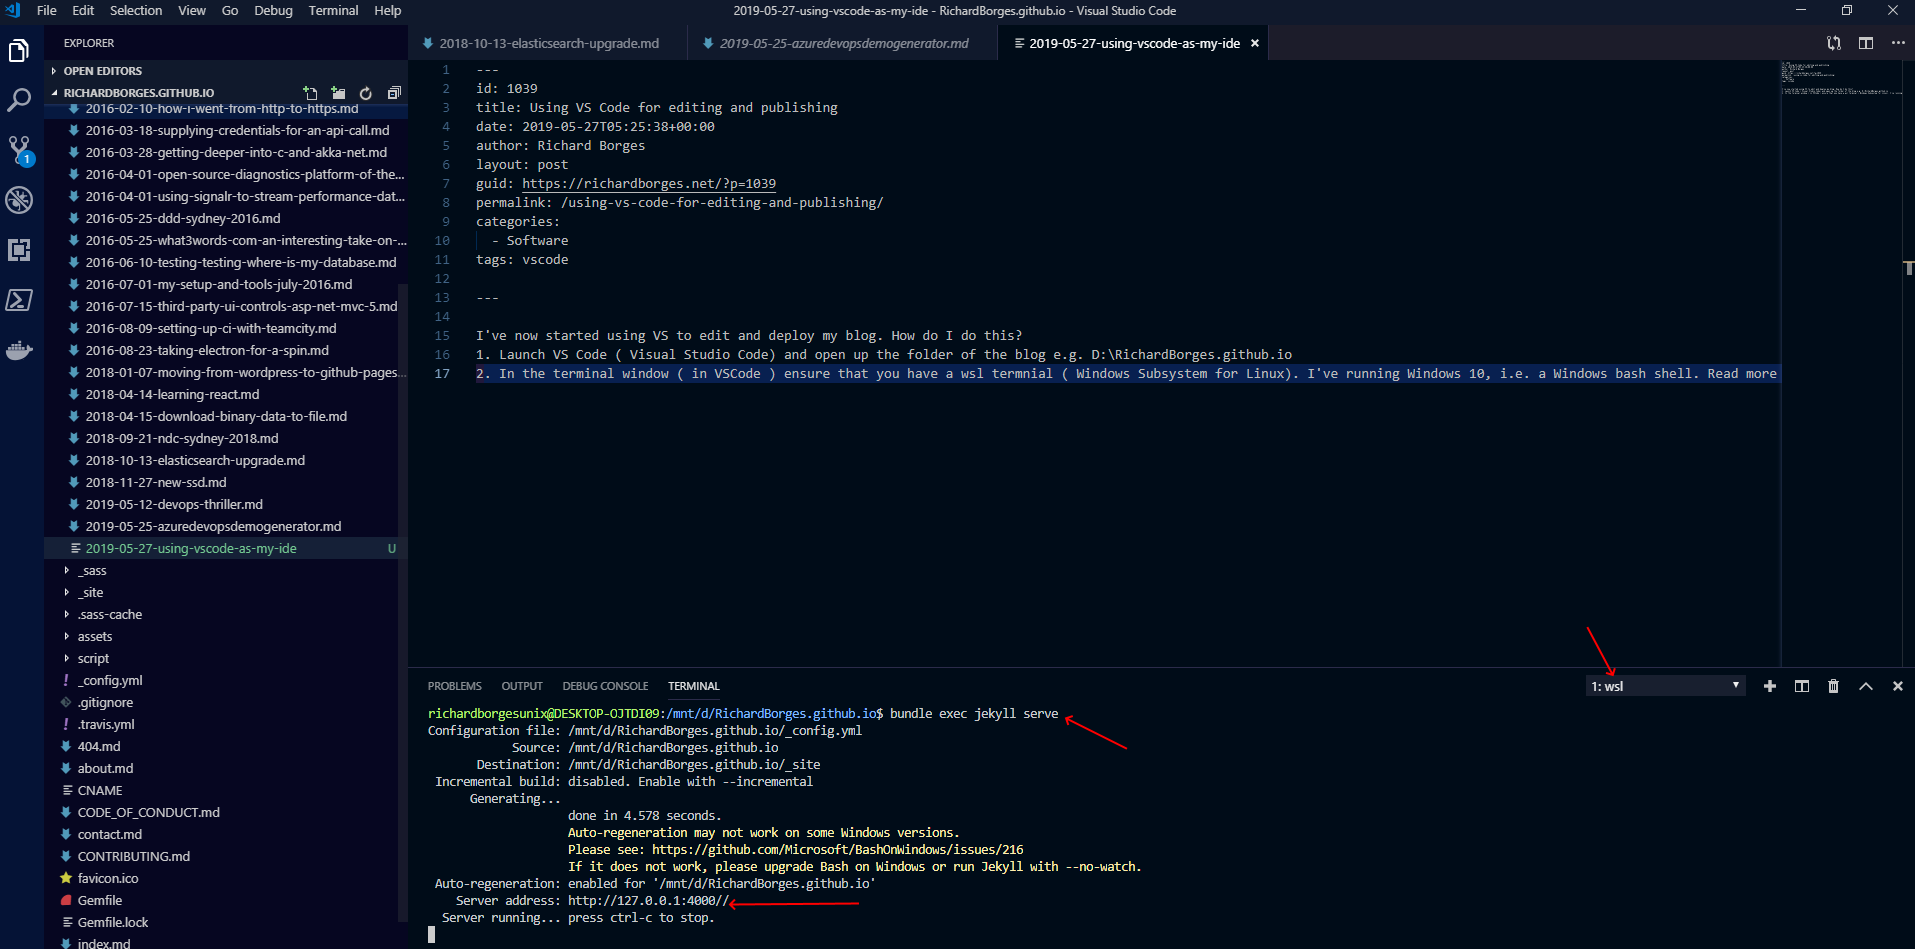 File Edit Selection View Go Debug Terminal Help
2019-05-27-using-vscode-as-my-ide - RichardBorges.github.io - Visual Studio Code
EXPLORER
OPEN EDITORS
RICHARDBORGES.GITHUB.IO
2016-02-10-how-i-went-from-http-to-https.md
2016-03-18-supplying-credentials-for-an-api-call.md
2016-03-28-getting-deeper-into-c-and-akka-net.md
2016-04-01-open-source-diagnostics-platform-of-the...
2016-04-01-using-signalr-to-stream-performance-dat...
2016-05-25-ddd-sydney-2016.md
2016-05-25-what3words-com-an-interesting-take-on-...
2016-06-10-testing-testing-where-is-my-database.md
2016-07-01-my-setup-and-tools-july-2016.md
2016-07-15-third-party-ui-controls-asp-net-mvc-5.md
2016-08-09-setting-up-ci-with-teamcity.md
2016-08-23-taking-electron-for-a-spin.md
2018-01-07-moving-from-wordpress-to-github-pages...
2018-04-14-learning-react.md
2018-04-15-download-binary-data-to-file.md
2018-09-21-ndc-sydney-2018.md
2018-10-13-elasticsearch-upgrade.md
2018-11-27-new-ssd.md
2019-05-12-devops-thriller.md
2019-05-25-azuredevopsdemogenerator.md
2019-05-27-using-vscode-as-my-ide U
_sass
_site
.sass-cache
assets
script
_config.yml
.gitignore
.travis.yml
404.md
about.md
CNAME
CODE_OF_CONDUCT.md
contact.md
CONTRIBUTING.md
favicon.ico
Gemfile
Gemfile.lock
index.md
1
2018-10-13-elasticsearch-upgrade.md 2019-05-25-azuredevopsdemogenerator.md 2019-05-27-using-vscode-as-my-ide
1 ---
2 id: 1039
3 title: Using VS Code for editing and publishing
4 date: 2019-05-27T05:25:38+00:00
5 author: Richard Borges
6 layout: post
7 guid: https://richardborges.net/?p=1039
8 permalink: /using-vs-code-for-editing-and-publishing/
9 categories:
10 - Software
11 tags: vscode
12
13 ---
14
15 I've now started using VS to edit and deploy my blog. How do I do this?
16 1. Launch VS Code ( Visual Studio Code) and open up the folder of the blog e.g. D:\RichardBorges.github.io
17 2. In the terminal window ( in VSCode ) ensure that you have a wsl termnial ( Windows Subsystem for Linux). I've running Windows 10, i.e. a Windows bash shell. Read more
PROBLEMS OUTPUT DEBUG CONSOLE TERMINAL
1: wsl
richardborgesunix@DESKTOP-OJTDI09:/mnt/d/RichardBorges.github.io$ bundle exec jekyll serve
Configuration file: /mnt/d/RichardBorges.github.io/_config.yml
Source: /mnt/d/RichardBorges.github.io
Destination: /mnt/d/RichardBorges.github.io/_site
Incremental build: disabled. Enable with --incremental
Generating...
done in 4.578 seconds.
Auto-regeneration may not work on some Windows versions.
Please see: https://github.com/Microsoft/BashOnWindows/issues/216
If it does not work, please upgrade Bash on Windows or run Jekyll with --no-watch.
Auto-regeneration: enabled for '/mnt/d/RichardBorges.github.io'
Server address: http://127.0.0.1:4000//
Server running... press ctrl-c to stop.